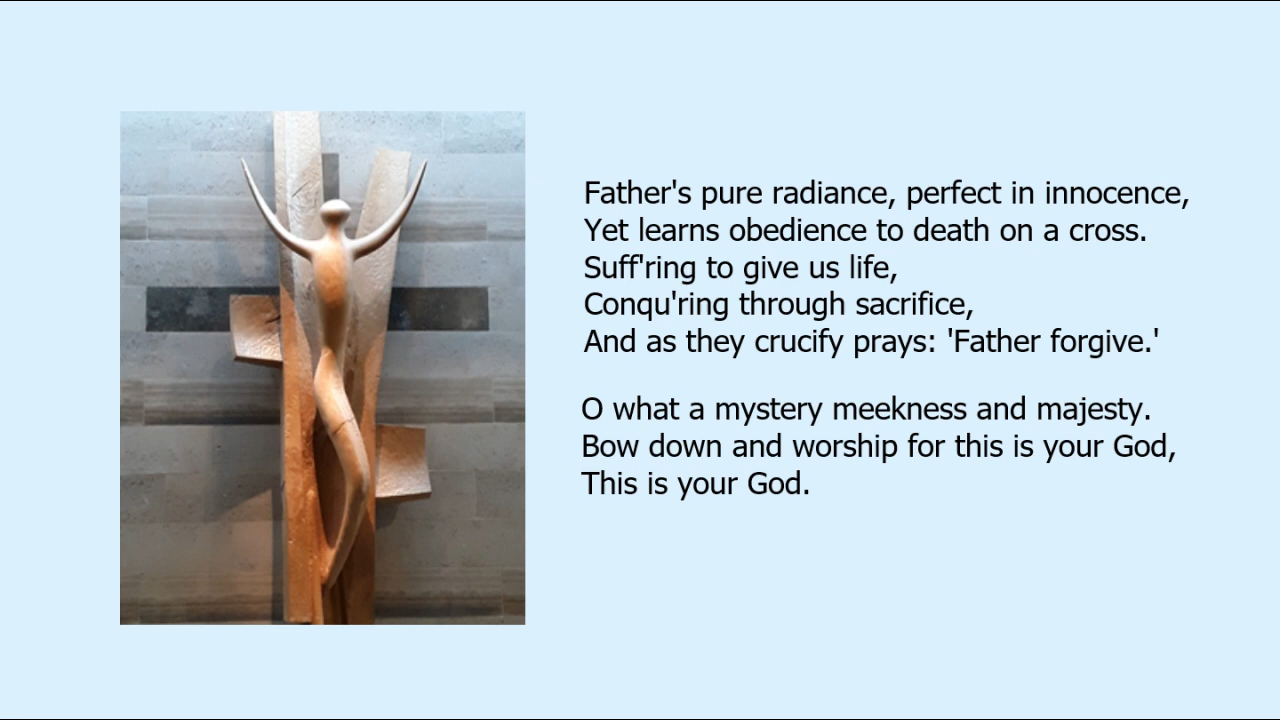 Father's pure radiance, perfect in innocence,
Yet learns obedience to death on a cross.
Suff'ring to give us life,
Conqu'ring through sacrifice,
And as they crucify prays: 'Father forgive.'
O what a mystery meekness and majesty.
Bow down and worship for this is your God,
This is your God.